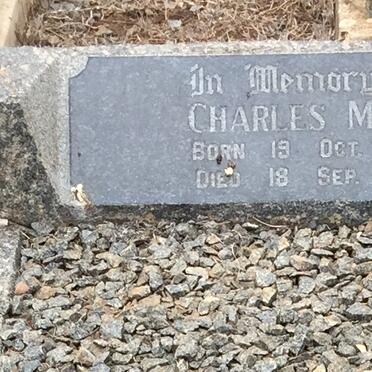 In Memory
CHARLES M
BORN 19 OCT.
DIED 18 SEP.